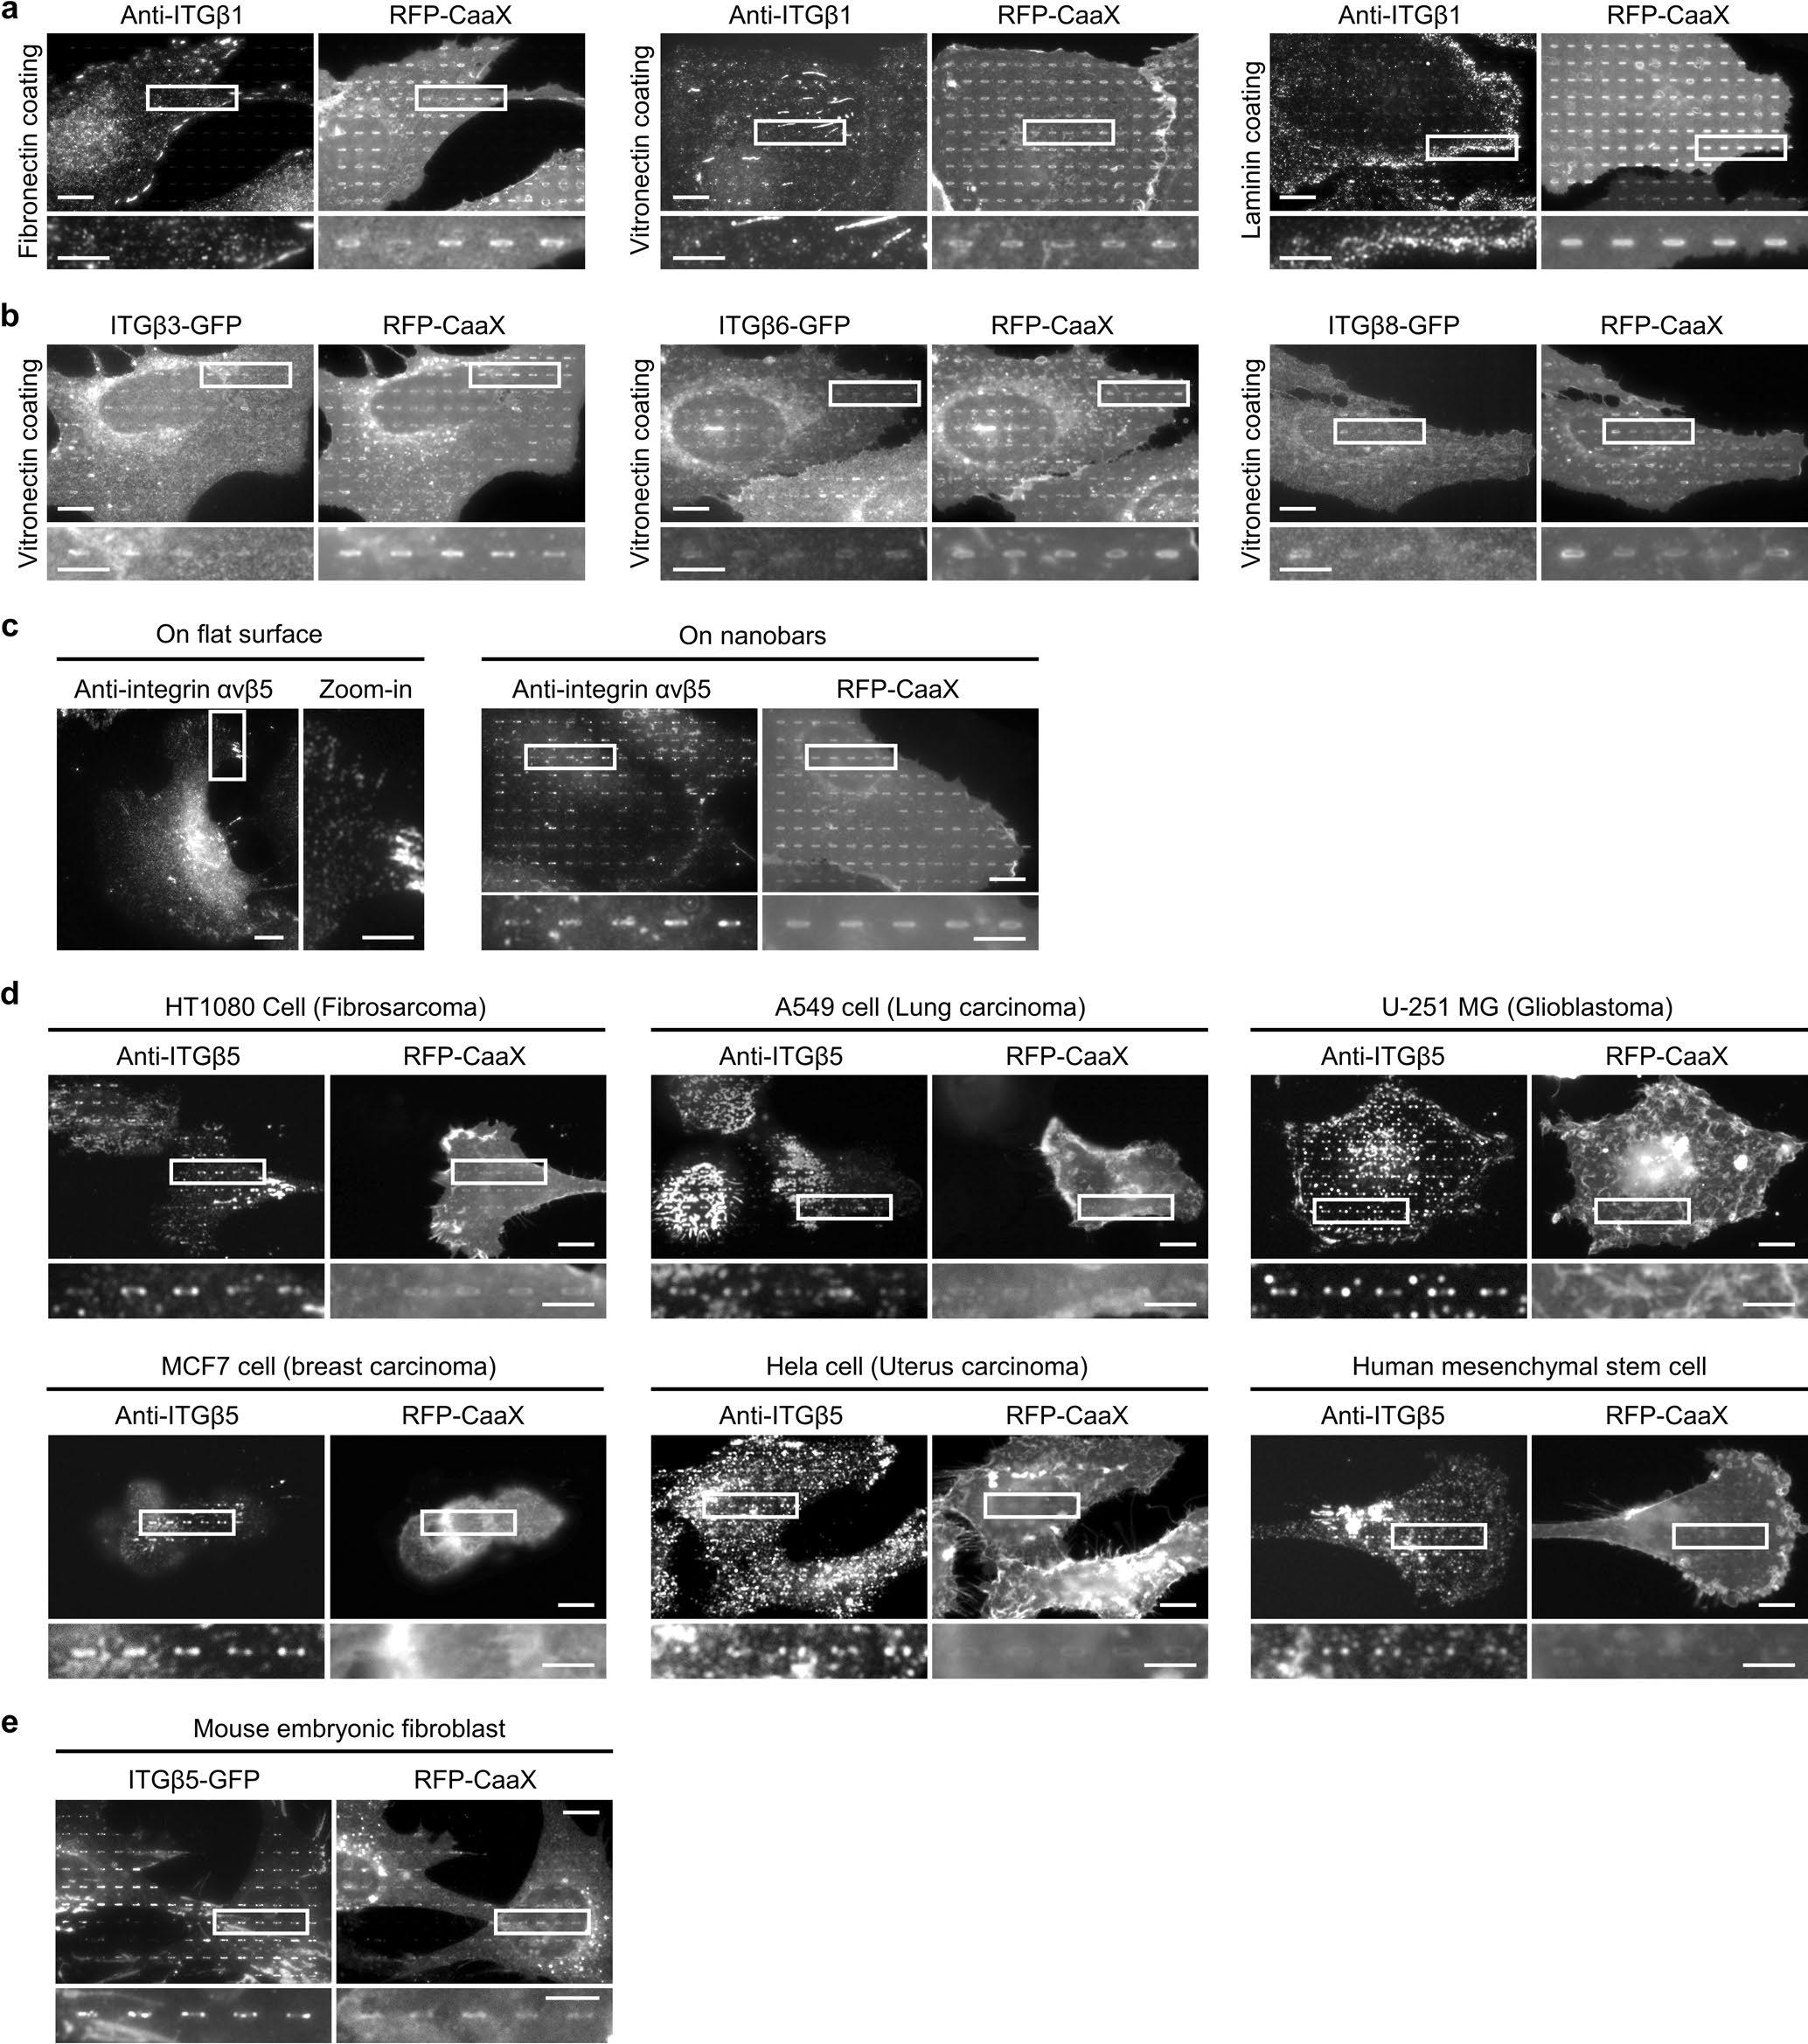 a
Anti-ITGβ1 RFP-CaaX Anti-ITGβ1 RFP-CaaX Anti-ITGβ1 RFP-CaaX
Fibronectin coating
Vitronectin coating
Laminin coating
b
ITGβ3-GFP RFP-CaaX ITGβ6-GFP RFP-CaaX ITGβ8-GFP RFP-CaaX
Vitronectin coating
Vitronectin coating
Vitronectin coating
c
On flat surface On nanobars
Anti-integrin αvβ5 Zoom-in Anti-integrin αvβ5 RFP-CaaX
d
HT1080 Cell (Fibrosarcoma) A549 cell (Lung carcinoma) U-251 MG (Glioblastoma)
Anti-ITGβ5 RFP-CaaX Anti-ITGβ5 RFP-CaaX Anti-ITGβ5 RFP-CaaX
MCF7 cell (breast carcinoma) Hela cell (Uterus carcinoma) Human mesenchymal stem cell
Anti-ITGβ5 RFP-CaaX Anti-ITGβ5 RFP-CaaX Anti-ITGβ5 RFP-CaaX
e
Mouse embryonic fibroblast
ITGβ5-GFP RFP-CaaX